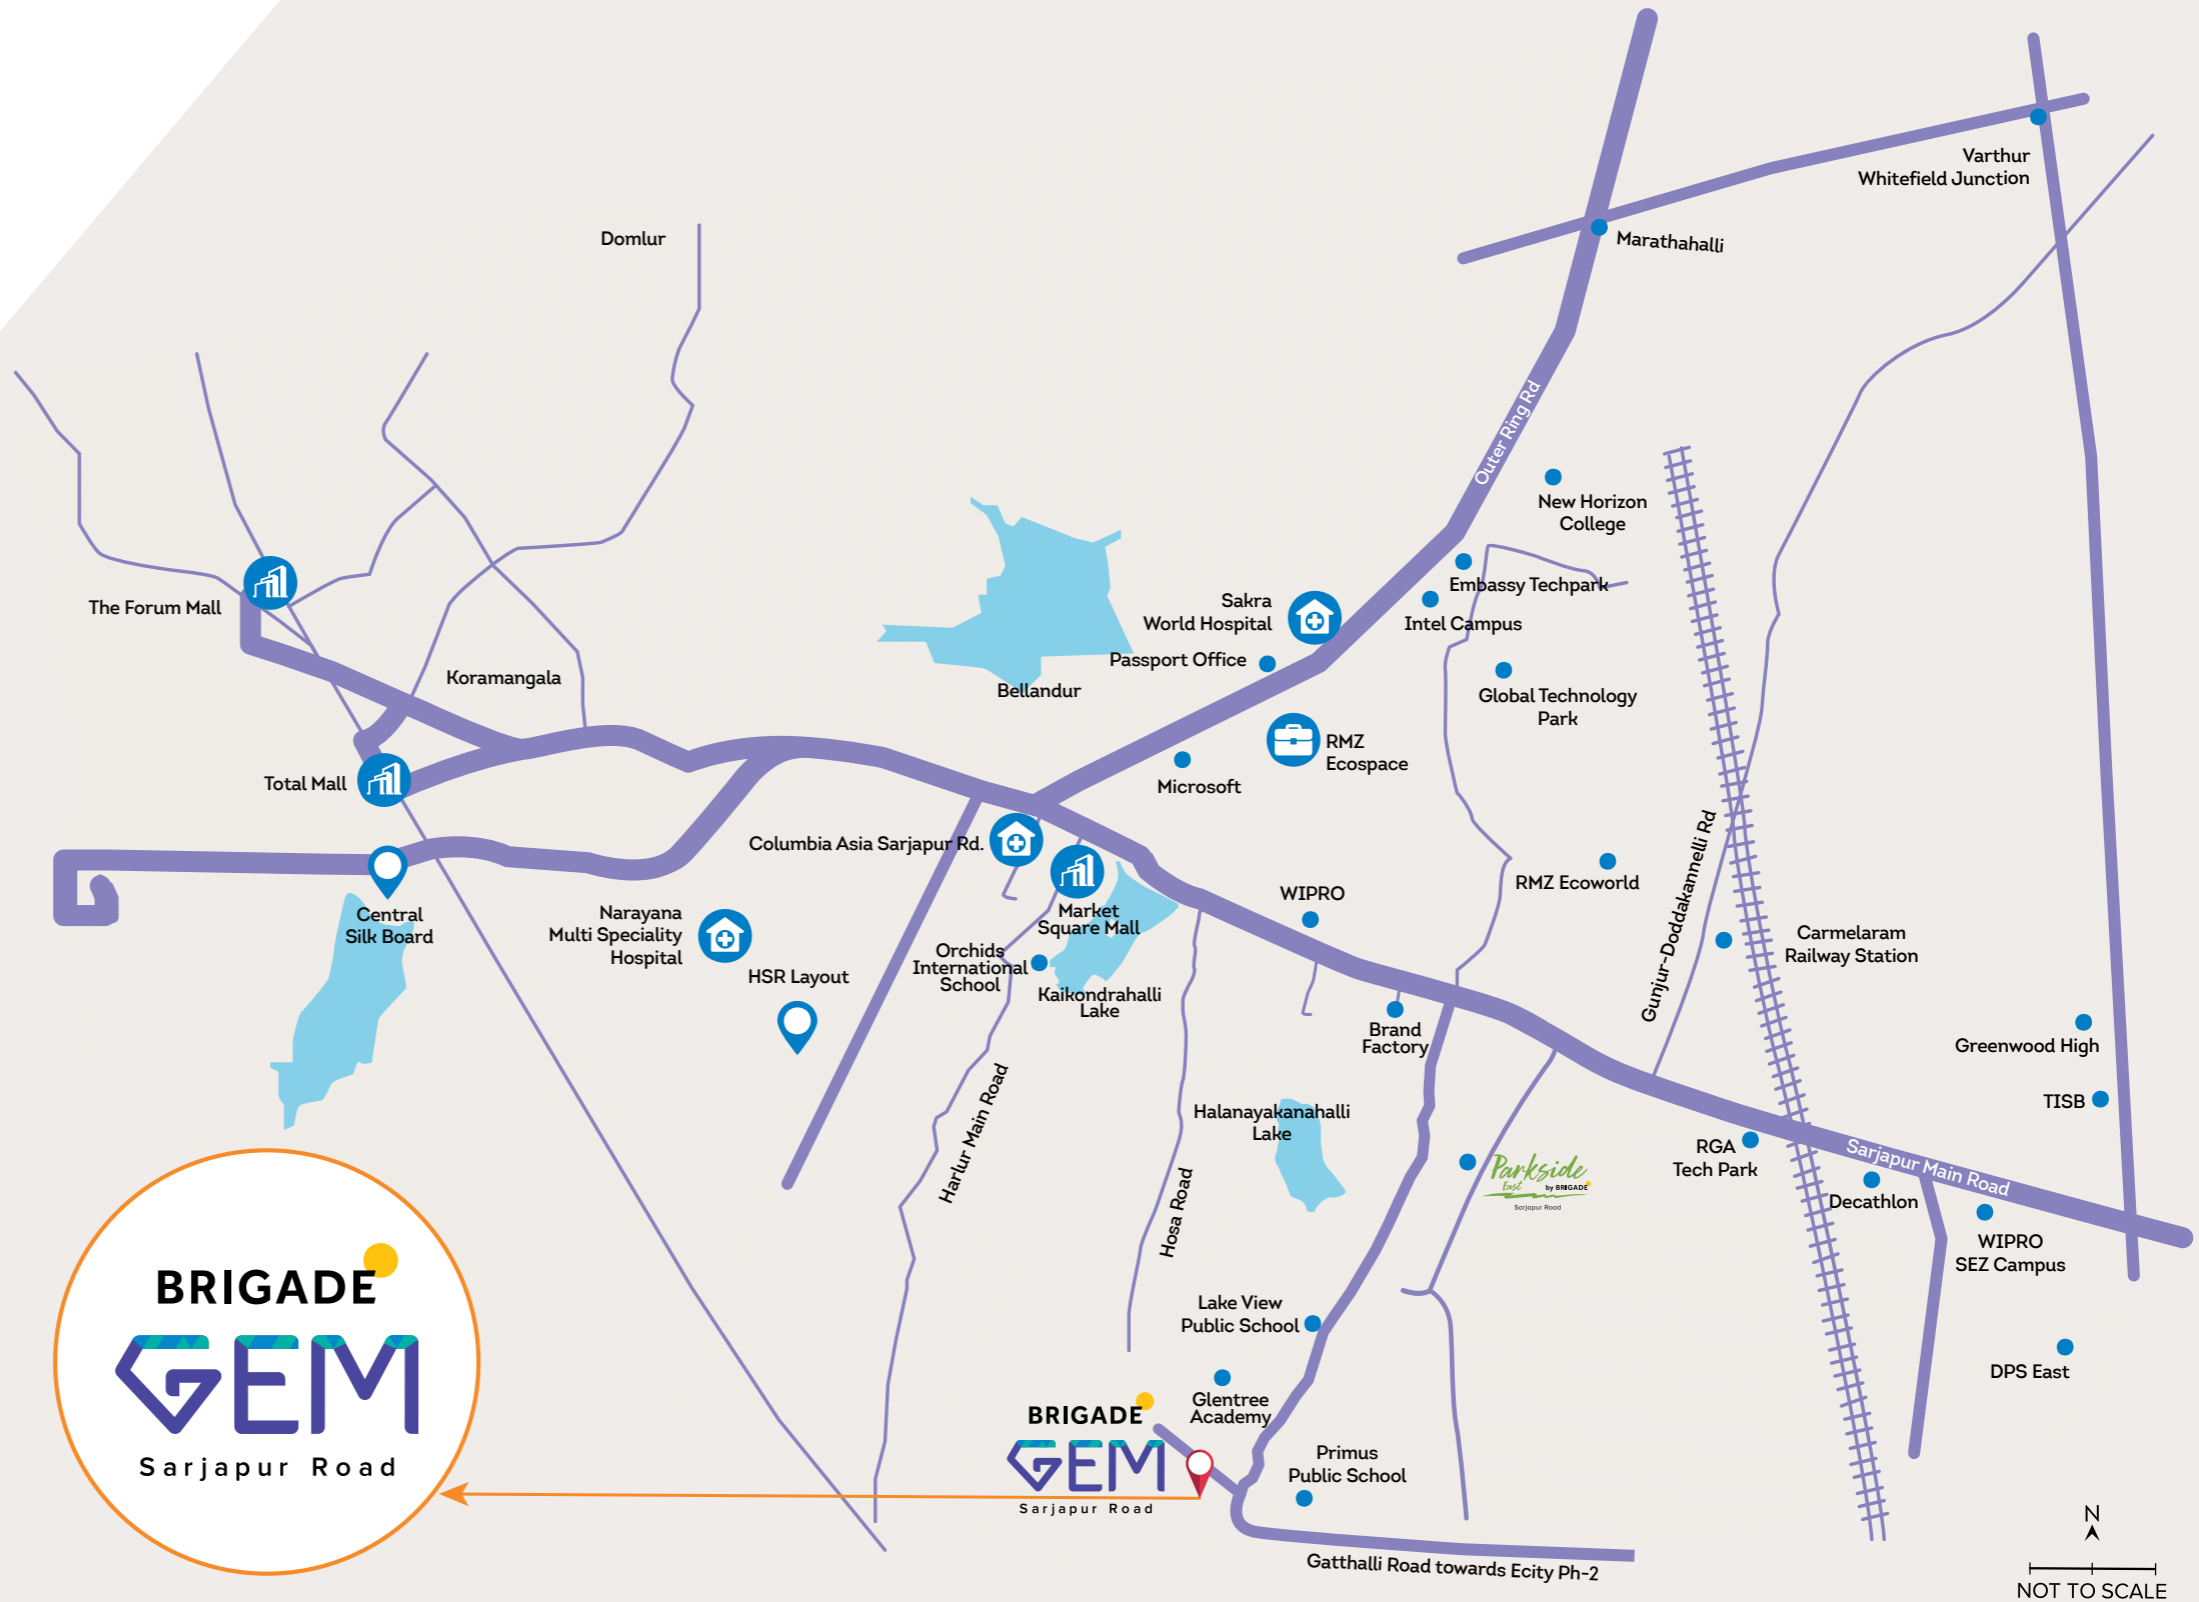 Domlur
Varthur
Whitefield Junction
Marathahalli
Outer Ring Rd
New Horizon
College
Embassy Techpark
Intel Campus
Sakra
World Hospital
Passport Office
The Forum Mall
Koramangala
Bellandur
Global Technology
Park
RMZ
Ecospace
Microsoft
Total Mall
Columbia Asia Sarjapur Rd.
Gunjur-Doddakannelli Rd
RMZ Ecoworld
WIPRO
Central
Silk Board
Narayana
Multi Speciality
Hospital
HSR Layout
Market
Square Mall
Orchids
International
School
Kaikondrahalli
Lake
Carmelaram
Railway Station
Brand
Factory
Greenwood High
TISB
Harlur Main Road
Halanayakanahalli
Lake
Hosa Road
Parkside
East
by BRIGADE
Sarjapur Road
RGA
Tech Park
Sarjapur Main Road
Decathlon
WIPRO
SEZ Campus
Lake View
Public School
DPS East
Glentree
Academy
BRIGADE
GEM
Sarjapur Road
Primus
Public School
BRIGADE
GEM
Sarjapur Road
Gatthalli Road towards Ecity Ph-2
N
NOT TO SCALE